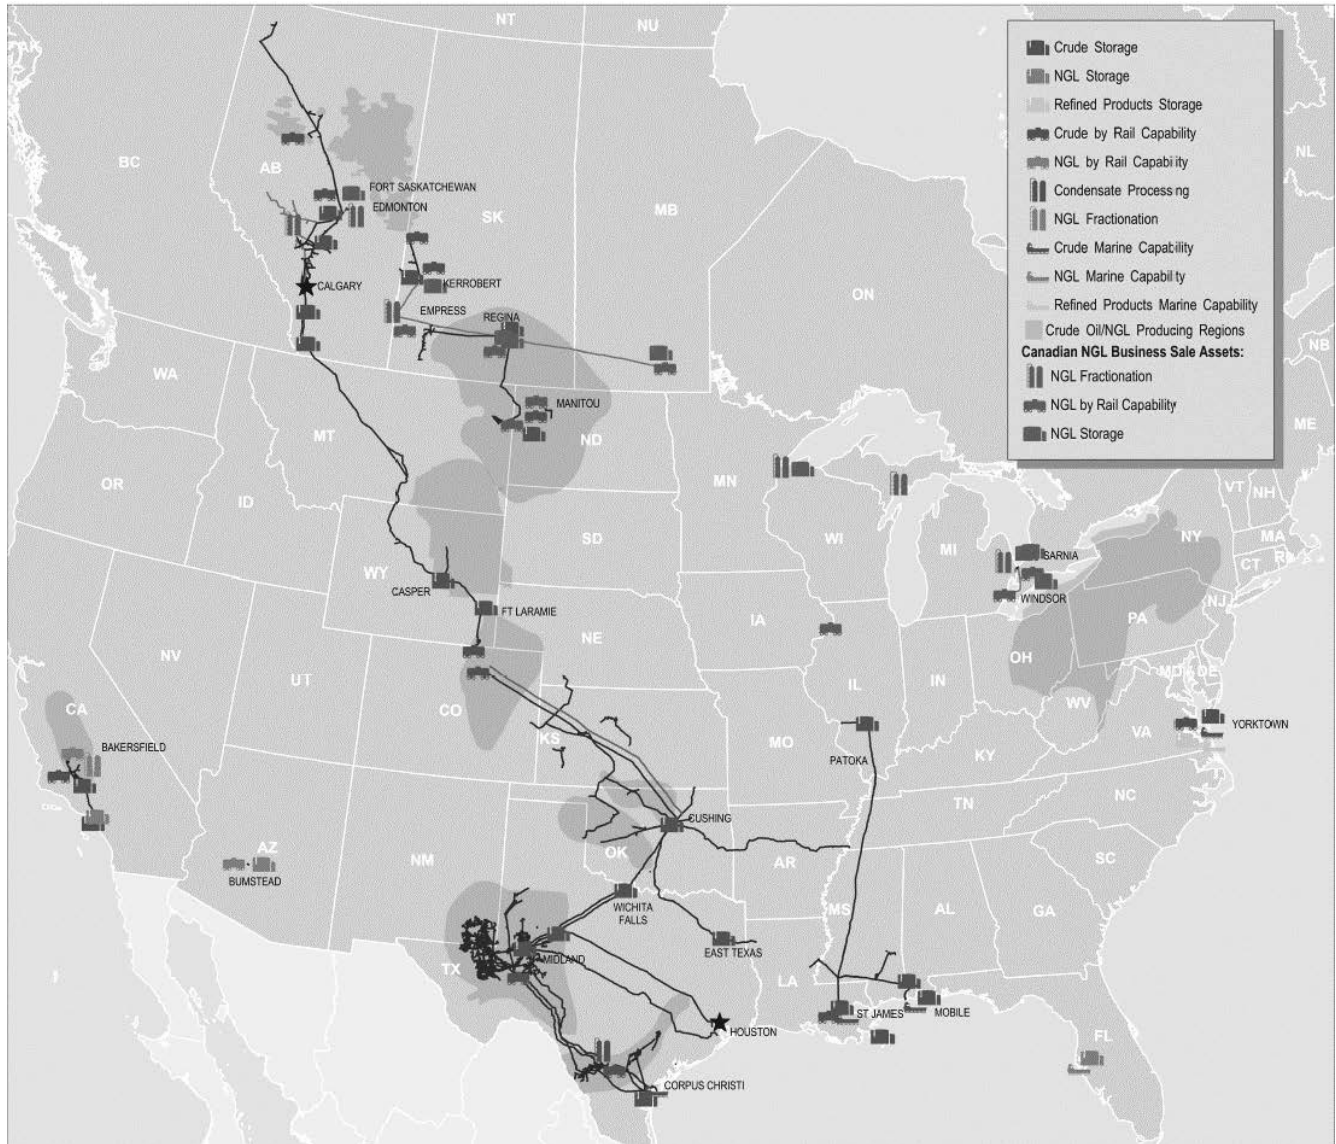 NT
NU
AK
Crude Storage
NGL Storage
Refined Products Storage
Crude by Rail Capability
NGL by Rail Capability
Condensate Processing
NGL Fractionation
Crude Marine Capability
NGL Marine Capability
Refined Products Marine Capability
Crude Oil/NGL Producing Regions
Canadian NGL Business Sale Assets:
NGL Fractionation
NGL by Rail Capability
NGL Storage
BC
AB
NL
FORT SASKATCHEWAN
EDMONTON
SK
MB
CALGARY
KERROBERT
ON
EMPRESS
REGINA
NB
WA
MANITOU
MT
ND
ME
OR
ID
MN
VT
NH
SD
WI
MI
NY
MA
SARNIA
CT
RI
WY
CASPER
WINDSOR
FT LARAMIE
NJ
IA
PA
NE
NV
UT
OH
IL
IN
MD
DE
CA
CO
WV
YORKTOWN
KS
MO
VA
BAKERSFIELD
PATOKA
KY
NC
TN
CUSHING
AZ
NM
OK
AR
SC
BUMSTEAD
WICHITA
FALLS
MS
AL
GA
EAST TEXAS
MIDLAND
TX
LA
ST JAMES
MOBILE
HOUSTON
FL
CORPUS CHRISTI